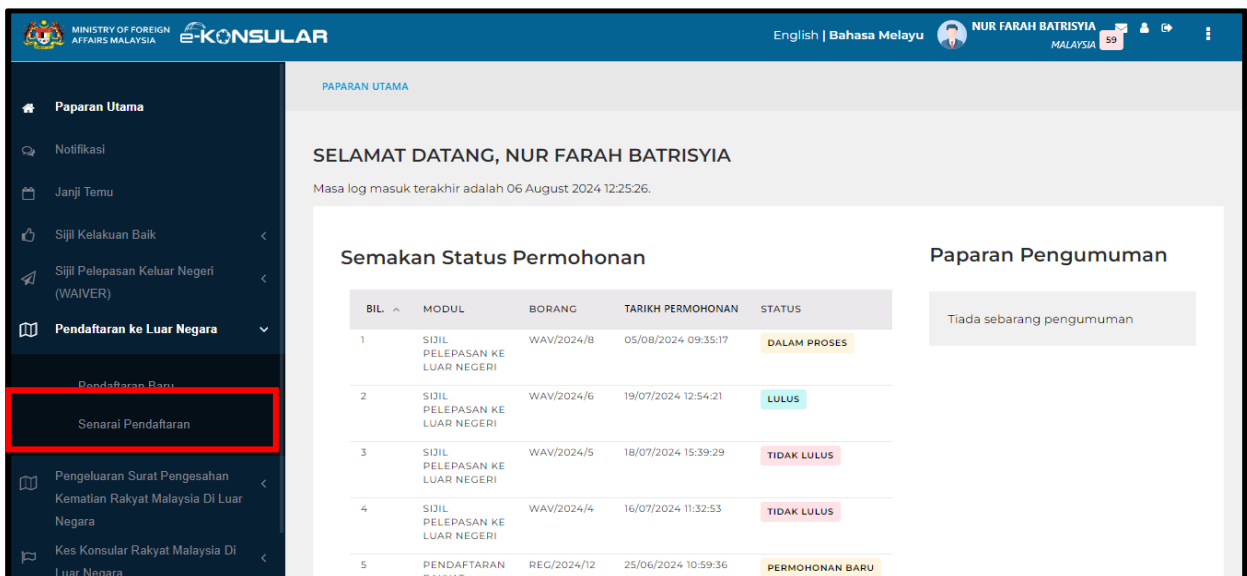 MINISTRY OF FOREIGN
AFFAIRS MALAYSIA
e-KONSULAR
English | Bahasa Melayu
NUR FARAH BATRISYIA
MALAYSIA
59
Paparan Utama
Notifikasi
Janji Temu
Sijil Kelakuan Baik
Sijil Pelepasan Keluar Negeri
(WAIVER)
Pendaftaran ke Luar Negara
Pendaftaran Baru
Senarai Pendaftaran
Pengeluaran Surat Pengesahan
Kematian Rakyat Malaysia Di Luar
Negara
Kes Konsular Rakyat Malaysia Di
Luar Negara
PAPARAN UTAMA
SELAMAT DATANG, NUR FARAH BATRISYIA
Masa log masuk terakhir adalah 06 August 2024 12:25:26.
Semakan Status Permohonan
BIL. MODUL BORANG TARIKH PERMOHONAN STATUS
1 SIJIL WAV/2024/8 05/08/2024 09:35:17 DALAM PROSES
PELEPASAN KE
LUAR NEGERI
2 SIJIL WAV/2024/6 19/07/2024 12:54:21 LULUS
PELEPASAN KE
LUAR NEGERI
3 SIJIL WAV/2024/5 18/07/2024 15:39:29 TIDAK LULUS
PELEPASAN KE
LUAR NEGERI
4 SIJIL WAV/2024/4 16/07/2024 11:32:53 TIDAK LULUS
PELEPASAN KE
LUAR NEGERI
5 PENDAFTARAN REG/2024/12 25/06/2024 10:59:36 PERMOHONAN BARU
Paparan Pengumuman
Tiada sebarang pengumuman